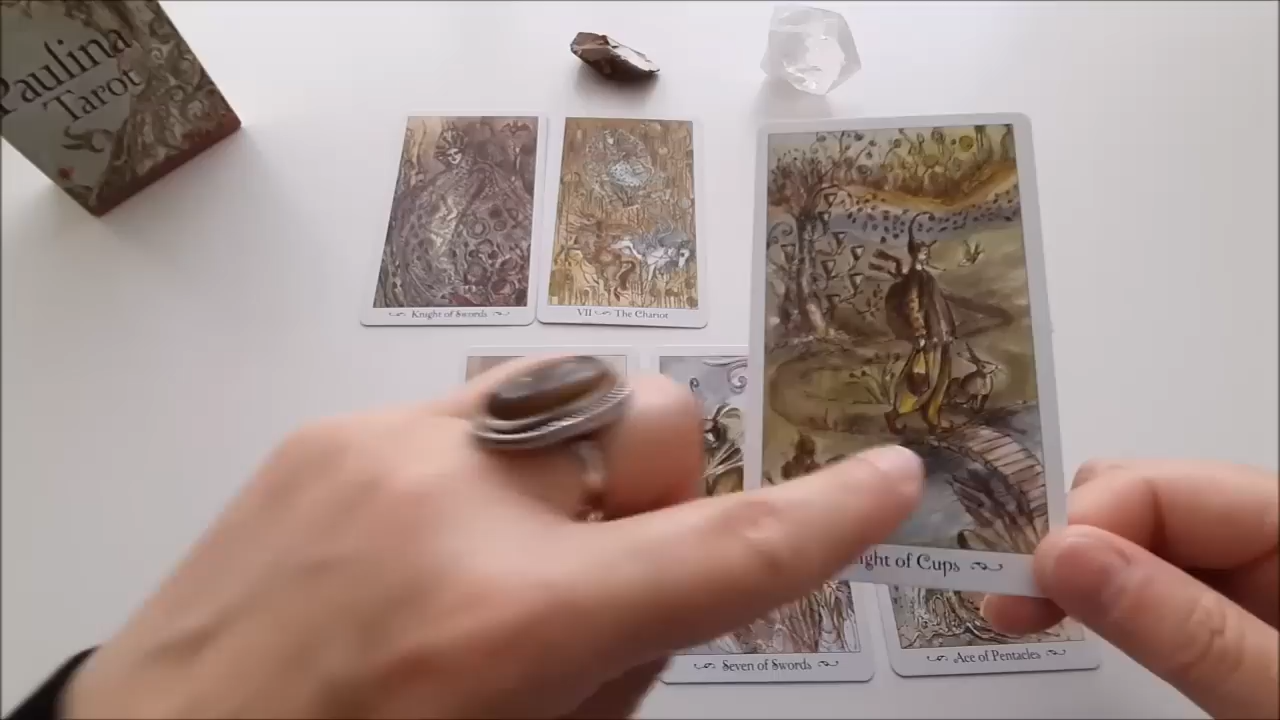 Paulina
Tarot
Knight of Swords
VII The Chariot
ight of Cups
Seven of Swords
Ace of Pentacles